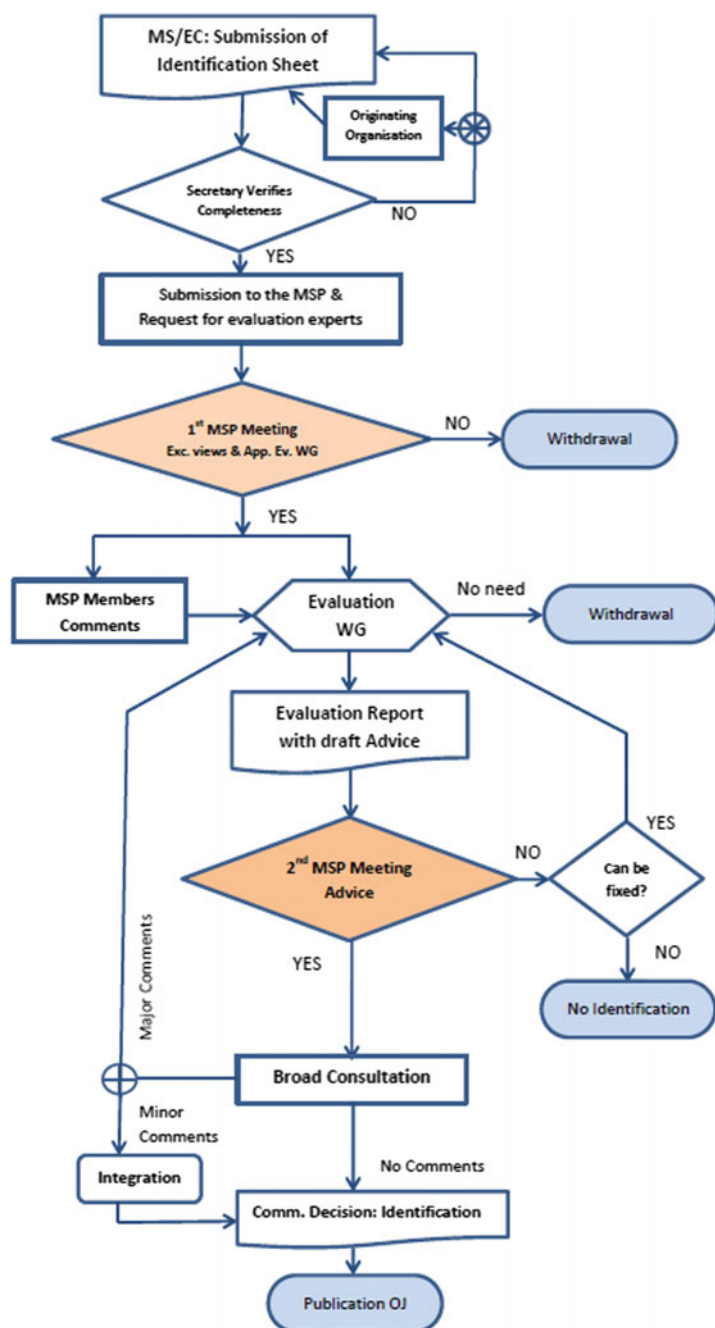 MS/EC: Submission of
Identification Sheet
Originating
Organisation
Secretary Verifies
Completeness
NO
YES
Submission to the MSP &
Request for evaluation experts
1st MSP Meeting
Exc. views & App. Ev. WG
NO
Withdrawal
YES
MSP Members
Comments
Evaluation
WG
No need
Withdrawal
Evaluation Report
with draft Advice
2nd MSP Meeting
Advice
NO
Can be
fixed?
YES
NO
No Identification
YES
Major Comments
Broad Consultation
Minor
Comments
No Comments
Integration
Comm. Decision: Identification
Publication OJ